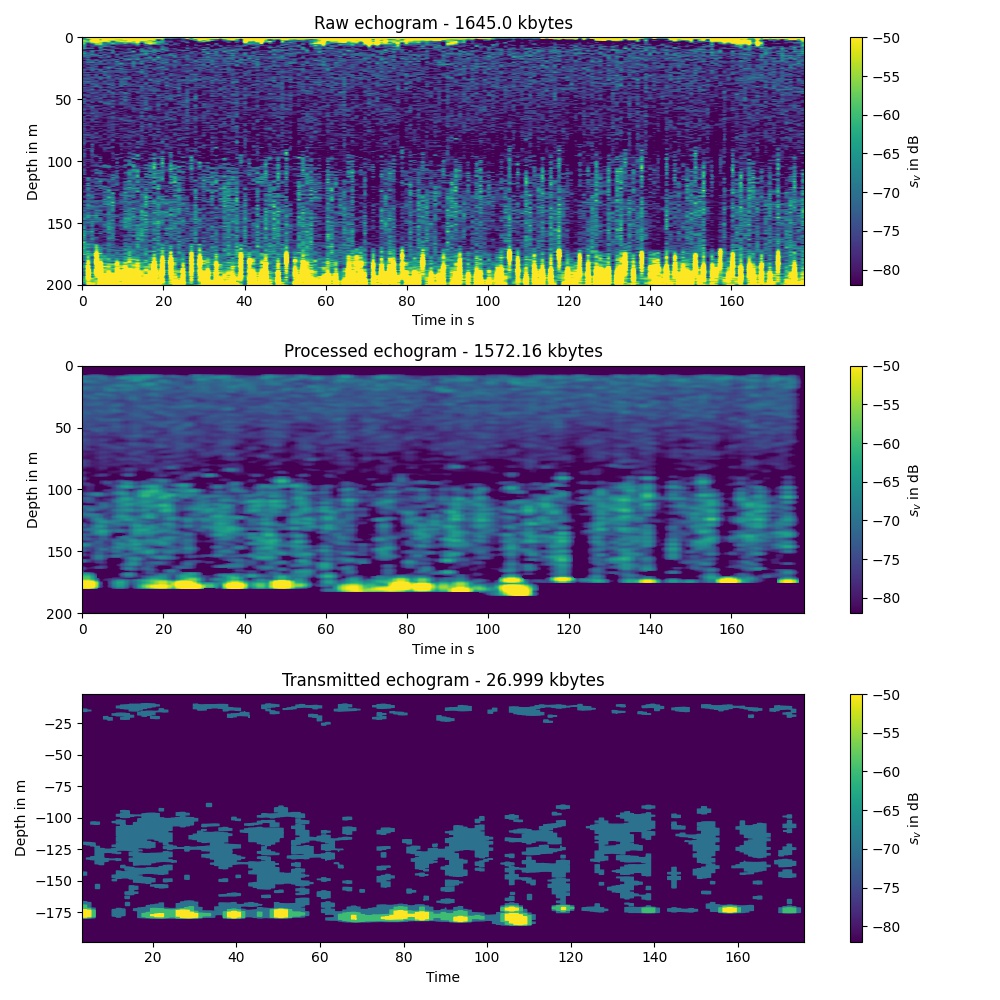 Raw echogram - 1645.0 kbytes
0
50
100
150
200
Depth in m
0 20 40 60 80 100 120 140 160
Time in s
−50
−55
−60
−65
−70
−75
−80
sv in dB
Processed echogram - 1572.16 kbytes
0
50
100
150
200
Depth in m
0 20 40 60 80 100 120 140 160
Time in s
−50
−55
−60
−65
−70
−75
−80
sv in dB
Transmitted echogram - 26.999 kbytes
−25
−50
−75
−100
−125
−150
−175
Depth in m
20 40 60 80 100 120 140 160
Time
−50
−55
−60
−65
−70
−75
−80
sv in dB